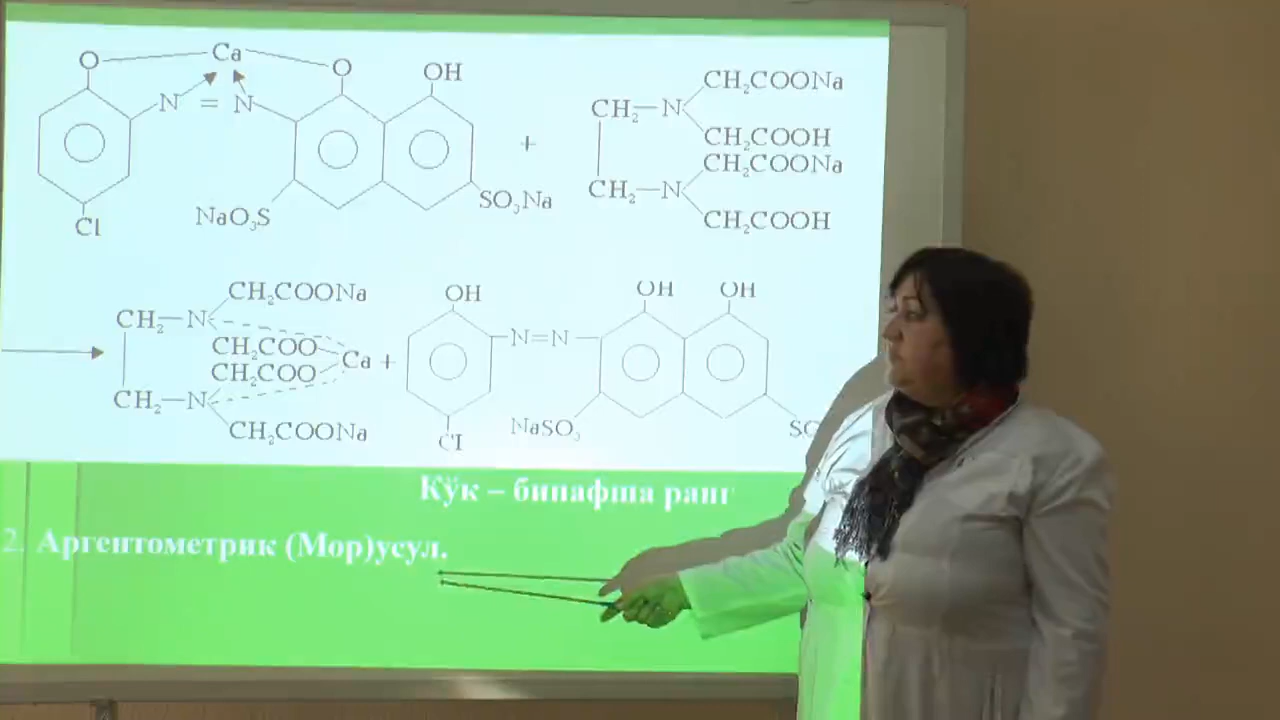 Ca
O O OH
N = N
NaO₃S SO₃Na
Cl
+
CH₂—N
CH₂COONa
CH₂COOH
CH₂COONa
CH₂—N
CH₂COOH
CH₂COONa
CH₂—N
CH₂COO
CH₂COO
Ca +
CH₂—N
CH₂COONa
OH OH OH
N=N
Cl
NaSO₃
Кўк – бинафша ранг
2. Аргентометрик (Мор)усул.